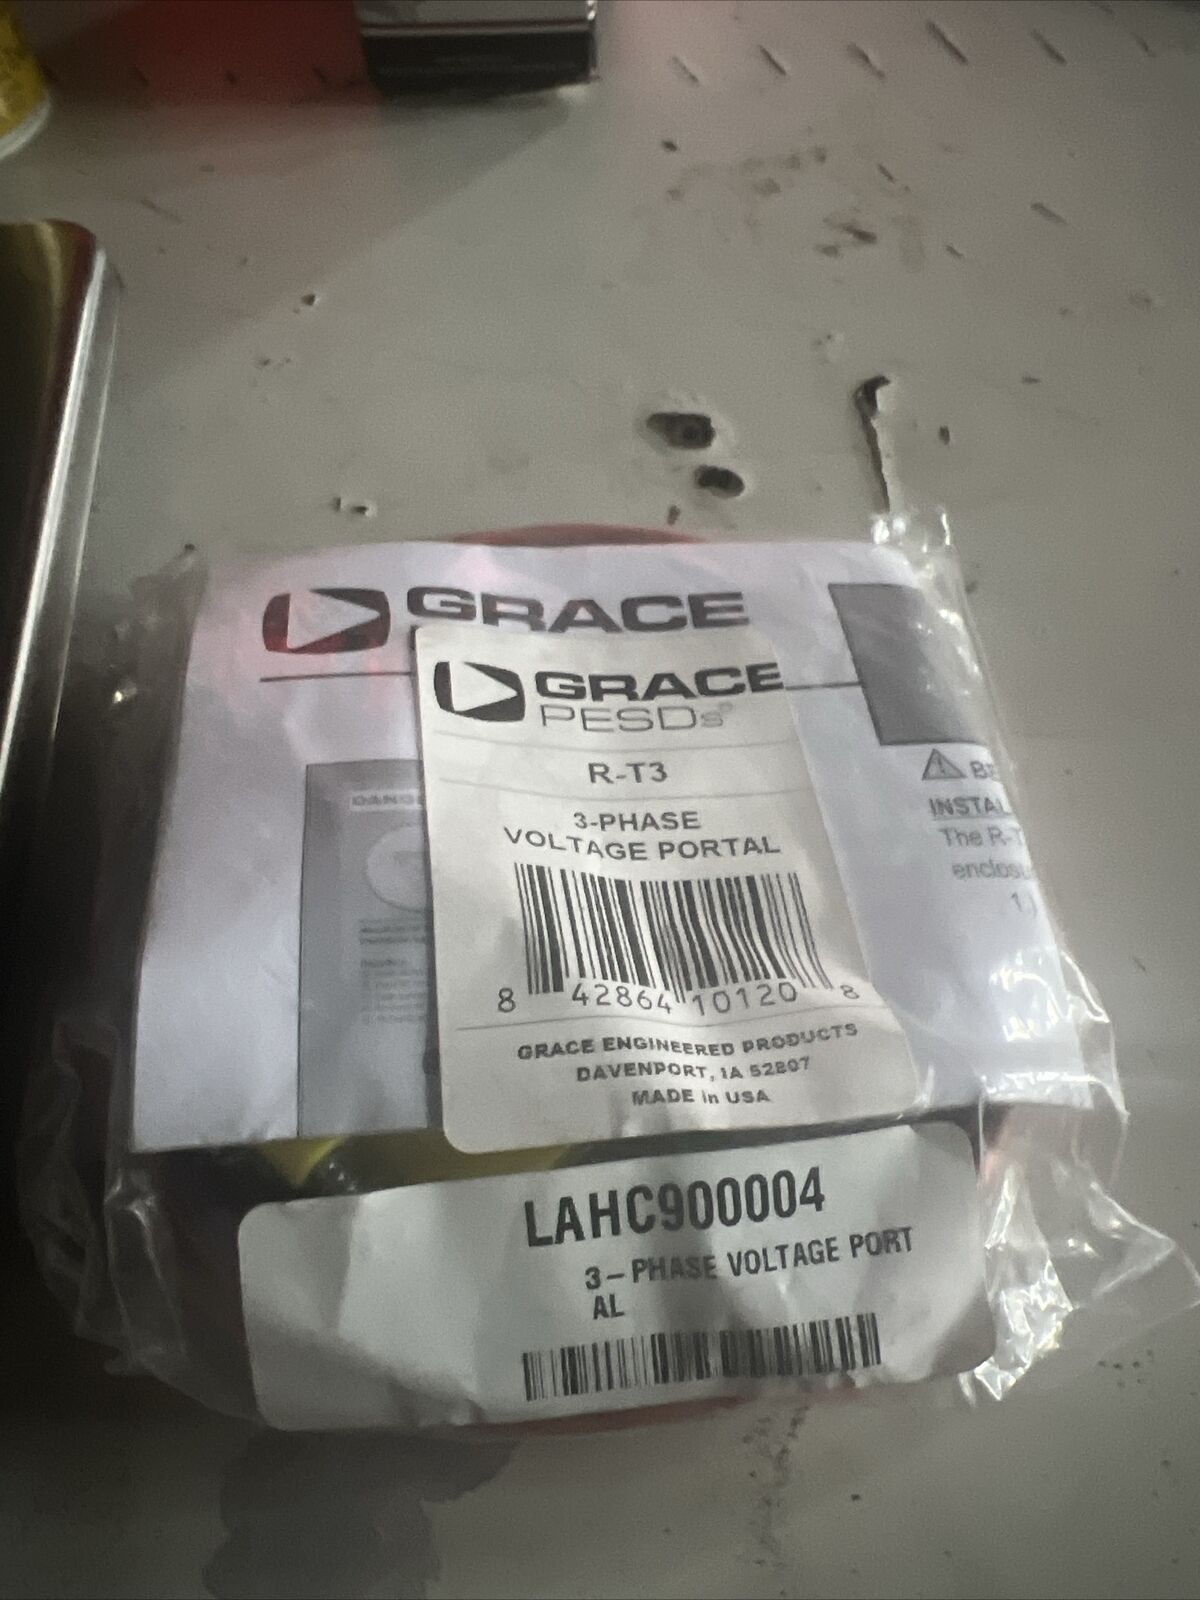 GRACE
GRACE
PESDs®
R-T3
3-PHASE
VOLTAGE PORTAL
8 42864 10120 8
GRACE ENGINEERED PRODUCTS
DAVENPORT, IA 52807
MADE in USA
INSTAL
The R-T
1.)
LAHC900004
3-PHASE VOLTAGE PORT
AL